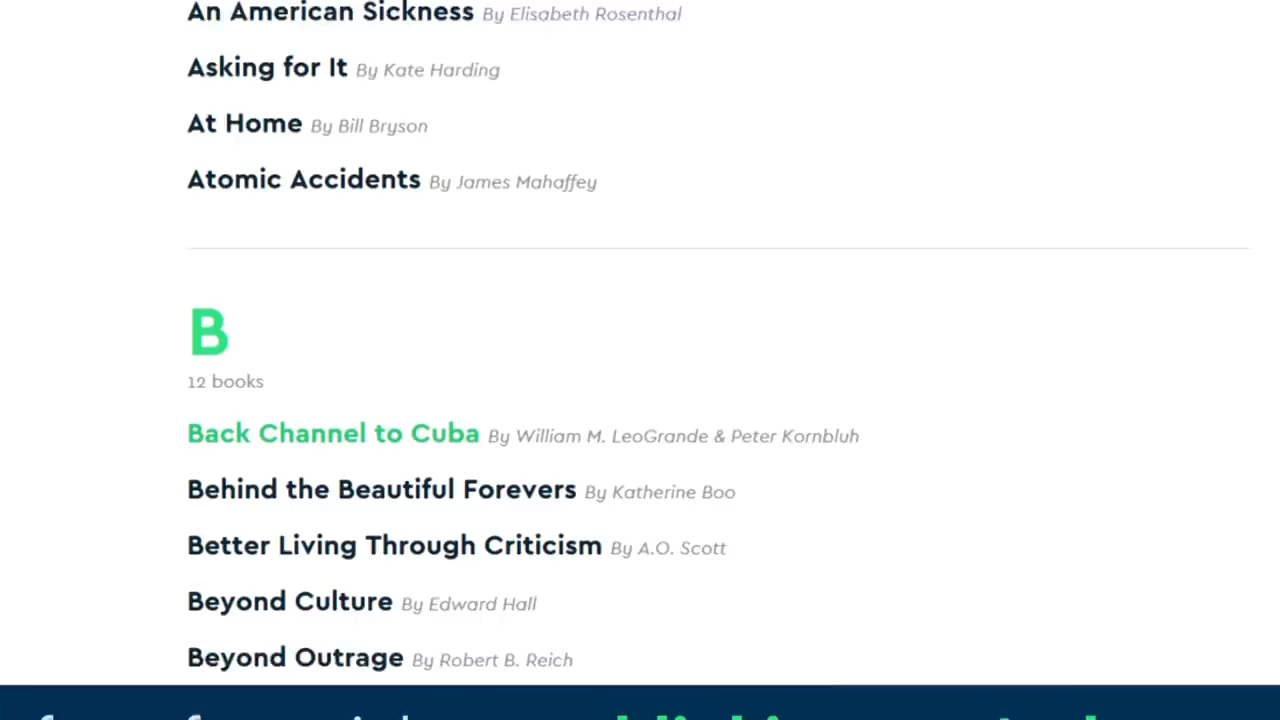 An American Sickness By Elisabeth Rosenthal
Asking for It By Kate Harding
At Home By Bill Bryson
Atomic Accidents By James Mahaffey
B
12 books
Back Channel to Cuba By William M. LeoGrande & Peter Kornbluh
Behind the Beautiful Forevers By Katherine Boo
Better Living Through Criticism By A.O. Scott
Beyond Culture By Edward Hall
Beyond Outrage By Robert B. Reich